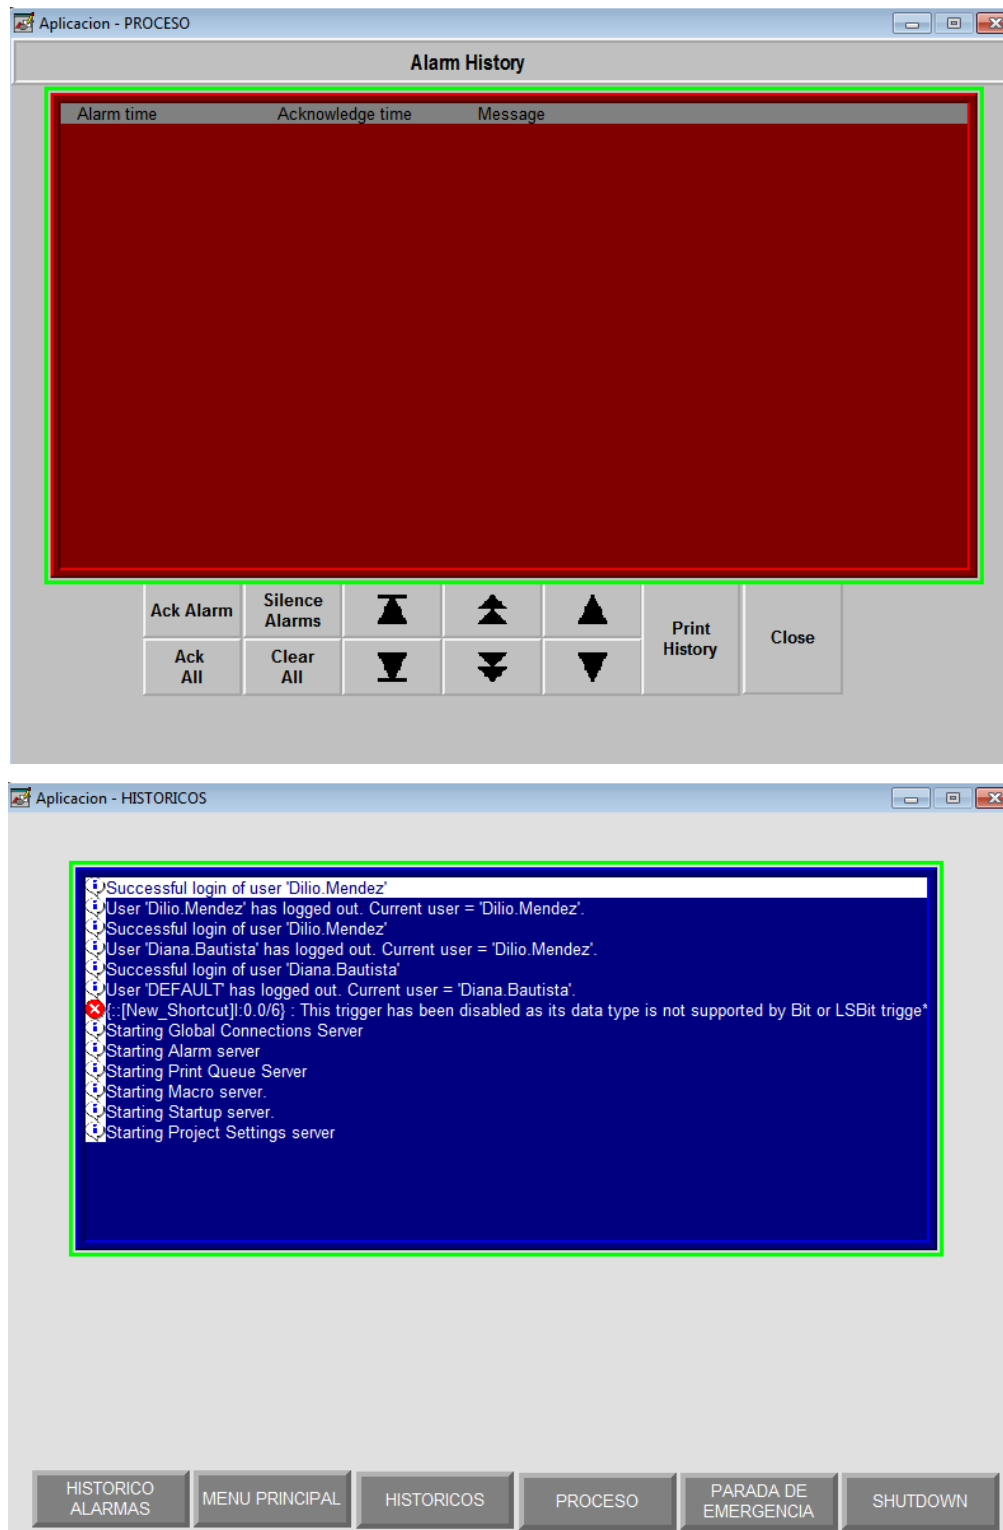 Aplicacion - PROCESO
Alarm History
Alarm time Acknowledge time Message
Ack Alarm
Silence
Alarms
Print
History
Close
Ack
All
Clear
All
Aplicacion - HISTORICOS
Successful login of user 'Dilio.Mendez'
User 'Dilio.Mendez' has logged out. Current user = 'Dilio.Mendez'.
Successful login of user 'Dilio.Mendez'
User 'Diana.Bautista' has logged out. Current user = 'Dilio.Mendez'.
Successful login of user 'Diana.Bautista'
User 'DEFAULT' has logged out. Current user = 'Diana.Bautista'.
{::[New_Shortcut]I:0.0/6} : This trigger has been disabled as its data type is not supported by Bit or LSBit trigge*
Starting Global Connections Server
Starting Alarm server
Starting Print Queue Server
Starting Macro server.
Starting Startup server.
Starting Project Settings server
HISTORICO
ALARMAS
MENU PRINCIPAL
HISTORICOS
PROCESO
PARADA DE
EMERGENCIA
SHUTDOWN